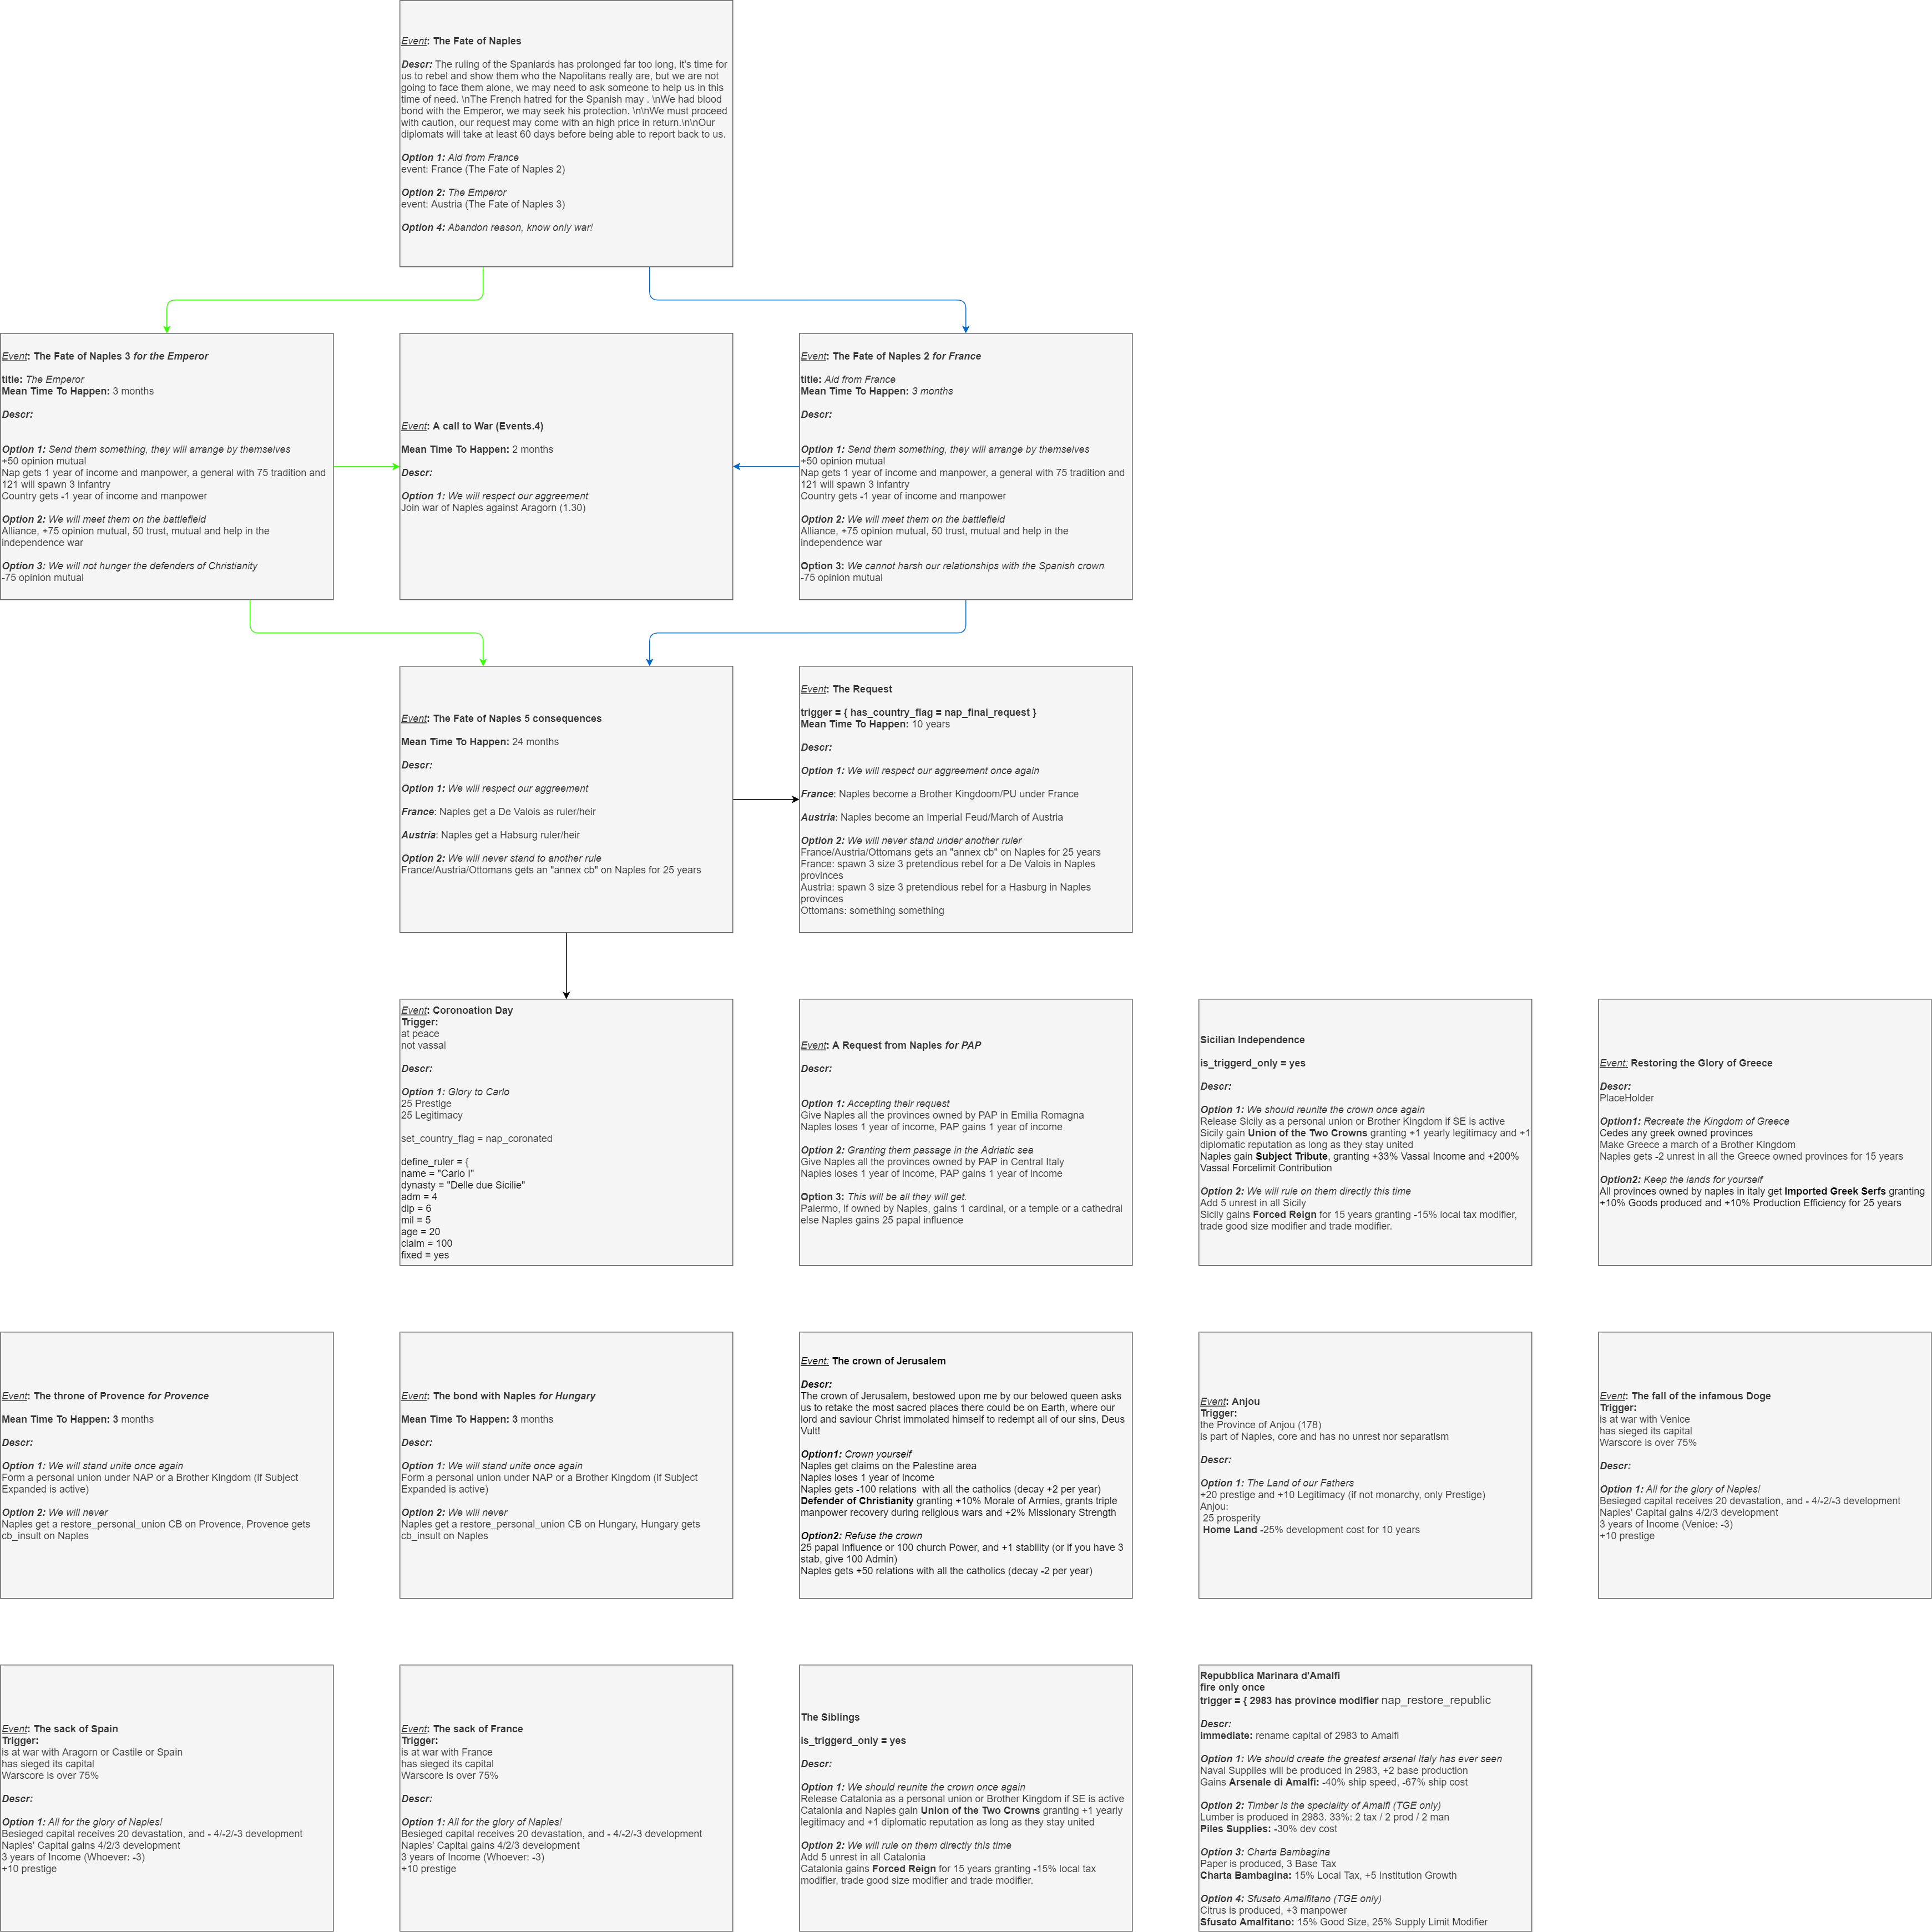 Event: The Fate of Naples
Descr: The ruling of the Spaniards has prolonged far too long, it's time for
us to rebel and show them who the Napolitans really are, but we are not
going to face them alone, we may need to ask someone to help us in this
time of need. \nThe French hatred for the Spanish may . \nWe had blood
bond with the Emperor, we may seek his protection. \n\nWe must proceed
with caution, our request may come with an high price in return.\n\nOur
diplomats will take at least 60 days before being able to report back to us.
Option 1: Aid from France
event: France (The Fate of Naples 2)
Option 2: The Emperor
event: Austria (The Fate of Naples 3)
Option 4: Abandon reason, know only war!
Event: The Fate of Naples 3 for the Emperor
title: The Emperor
Mean Time To Happen: 3 months
Descr:
Option 1: Send them something, they will arrange by themselves
+50 opinion mutual
Nap gets 1 year of income and manpower, a general with 75 tradition and
121 will spawn 3 infantry
Country gets -1 year of income and manpower
Option 2: We will meet them on the battlefield
Alliance, +75 opinion mutual, 50 trust, mutual and help in the
independence war
Option 3: We will not hunger the defenders of Christianity
-75 opinion mutual
Event: A call to War (Events.4)
Mean Time To Happen: 2 months
Descr:
Option 1: We will respect our aggreement
Join war of Naples against Aragorn (1.30)
Event: The Fate of Naples 2 for France
title: Aid from France
Mean Time To Happen: 3 months
Descr:
Option 1: Send them something, they will arrange by themselves
+50 opinion mutual
Nap gets 1 year of income and manpower, a general with 75 tradition and
121 will spawn 3 infantry
Country gets -1 year of income and manpower
Option 2: We will meet them on the battlefield
Alliance, +75 opinion mutual, 50 trust, mutual and help in the
independence war
Option 3: We cannot harsh our relationships with the Spanish crown
-75 opinion mutual
Event: The Fate of Naples 5 consequences
Mean Time To Happen: 24 months
Descr:
Option 1: We will respect our aggreement
France: Naples get a De Valois as ruler/heir
Austria: Naples get a Habsurg ruler/heir
Option 2: We will never stand to another rule
France/Austria/Ottomans gets an "annex cb" on Naples for 25 years
Event: The Request
trigger = { has_country_flag = nap_final_request }
Mean Time To Happen: 10 years
Descr:
Option 1: We will respect our aggreement once again
France: Naples become a Brother Kingdoom/PU under France
Austria: Naples become an Imperial Feud/March of Austria
Option 2: We will never stand under another ruler
France/Austria/Ottomans gets an "annex cb" on Naples for 25 years
France: spawn 3 size 3 pretendious rebel for a De Valois in Naples
provinces
Austria: spawn 3 size 3 pretendious rebel for a Hasburg in Naples
provinces
Ottomans: something something
Event: Coronoation Day
Trigger:
at peace
not vassal
Descr:
Option 1: Glory to Carlo
25 Prestige
25 Legitimacy
set_country_flag = nap_coronated
define_ruler = {
name = "Carlo I"
dynasty = "Delle due Sicilie"
adm = 4
dip = 6
mil = 5
age = 20
claim = 100
fixed = yes
Event: A Request from Naples for PAP
Descr:
Option 1: Accepting their request
Give Naples all the provinces owned by PAP in Emilia Romagna
Naples loses 1 year of income, PAP gains 1 year of income
Option 2: Granting them passage in the Adriatic sea
Give Naples all the provinces owned by PAP in Central Italy
Naples loses 1 year of income, PAP gains 1 year of income
Option 3: This will be all they will get.
Palermo, if owned by Naples, gains 1 cardinal, or a temple or a cathedral
else Naples gains 25 papal influence
Sicilian Independence
is_triggerd_only = yes
Descr:
Option 1: We should reunite the crown once again
Release Sicily as a personal union or Brother Kingdom if SE is active
Sicily gain Union of the Two Crowns granting +1 yearly legitimacy and +1
diplomatic reputation as long as they stay united
Naples gain Subject Tribute, granting +33% Vassal Income and +200%
Vassal Forcelimit Contribution
Option 2: We will rule on them directly this time
Add 5 unrest in all Sicily
Sicily gains Forced Reign for 15 years granting -15% local tax modifier,
trade good size modifier and trade modifier.
Event: Restoring the Glory of Greece
Descr:
PlaceHolder
Option1: Recreate the Kingdom of Greece
Cedes any greek owned provinces
Make Greece a march of a Brother Kingdom
Naples gets -2 unrest in all the Greece owned provinces for 15 years
Option2: Keep the lands for yourself
All provinces owned by naples in italy get Imported Greek Serfs granting
+10% Goods produced and +10% Production Efficiency for 25 years
Event: The throne of Provence for Provence
Mean Time To Happen: 3 months
Descr:
Option 1: We will stand unite once again
Form a personal union under NAP or a Brother Kingdom (if Subject
Expanded is active)
Option 2: We will never
Naples get a restore_personal_union CB on Provence, Provence gets
cb_insult on Naples
Event: The bond with Naples for Hungary
Mean Time To Happen: 3 months
Descr:
Option 1: We will stand unite once again
Form a personal union under NAP or a Brother Kingdom (if Subject
Expanded is active)
Option 2: We will never
Naples get a restore_personal_union CB on Hungary, Hungary gets
cb_insult on Naples
Event: The crown of Jerusalem
Descr:
The crown of Jerusalem, bestowed upon me by our belowed queen asks
us to retake the most sacred places there could be on Earth, where our
lord and saviour Christ immolated himself to redempt all of our sins, Deus
Vult!
Option1: Crown yourself
Naples get claims on the Palestine area
Naples loses 1 year of income
Naples gets -100 relations with all the catholics (decay +2 per year)
Defender of Christianity granting +10% Morale of Armies, grants triple
manpower recovery during religious wars and +2% Missionary Strength
Option2: Refuse the crown
25 papal Influence or 100 church Power, and +1 stability (or if you have 3
stab, give 100 Admin)
Naples gets +50 relations with all the catholics (decay -2 per year)
Event: Anjou
Trigger:
the Province of Anjou (178)
is part of Naples, core and has no unrest nor separatism
Descr:
Option 1: The Land of our Fathers
+20 prestige and +10 Legitimacy (if not monarchy, only Prestige)
Anjou:
25 prosperity
Home Land -25% development cost for 10 years
Event: The fall of the infamous Doge
Trigger:
is at war with Venice
has sieged its capital
Warscore is over 75%
Descr:
Option 1: All for the glory of Naples!
Besieged capital receives 20 devastation, and - 4/-2/-3 development
Naples' Capital gains 4/2/3 development
3 years of Income (Venice: -3)
+10 prestige
Event: The sack of Spain
Trigger:
is at war with Aragorn or Castile or Spain
has sieged its capital
Warscore is over 75%
Descr:
Option 1: All for the glory of Naples!
Besieged capital receives 20 devastation, and - 4/-2/-3 development
Naples' Capital gains 4/2/3 development
3 years of Income (Whoever: -3)
+10 prestige
Event: The sack of France
Trigger:
is at war with France
has sieged its capital
Warscore is over 75%
Descr:
Option 1: All for the glory of Naples!
Besieged capital receives 20 devastation, and - 4/-2/-3 development
Naples' Capital gains 4/2/3 development
3 years of Income (Whoever: -3)
+10 prestige
The Siblings
is_triggerd_only = yes
Descr:
Option 1: We should reunite the crown once again
Release Catalonia as a personal union or Brother Kingdom if SE is active
Catalonia and Naples gain Union of the Two Crowns granting +1 yearly
legitimacy and +1 diplomatic reputation as long as they stay united
Option 2: We will rule on them directly this time
Add 5 unrest in all Catalonia
Catalonia gains Forced Reign for 15 years granting -15% local tax
modifier, trade good size modifier and trade modifier.
Repubblica Marinara d'Amalfi
fire only once
trigger = { 2983 has province modifier nap_restore_republic
Descr:
immediate: rename capital of 2983 to Amalfi
Option 1: We should create the greatest arsenal Italy has ever seen
Naval Supplies will be produced in 2983, +2 base production
Gains Arsenale di Amalfi: -40% ship speed, -67% ship cost
Option 2: Timber is the speciality of Amalfi (TGE only)
Lumber is produced in 2983. 33%: 2 tax / 2 prod / 2 man
Piles Supplies: -30% dev cost
Option 3: Charta Bambagina
Paper is produced, 3 Base Tax
Charta Bambagina: 15% Local Tax, +5 Institution Growth
Option 4: Sfusato Amalfitano (TGE only)
Citrus is produced, +3 manpower
Sfusato Amalfitano: 15% Good Size, 25% Supply Limit Modifier